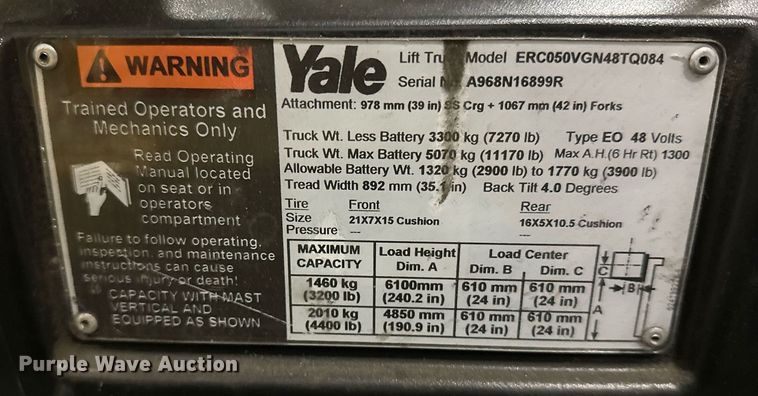 WARNING
Trained Operators and
Mechanics Only
Read Operating
Manual located
on seat or in
operators
compartment
Failure to follow operating,
inspection, and maintenance
instructions can cause
serious injury or death!
CAPACITY WITH MAST
VERTICAL AND
EQUIPPED AS SHOWN
Yale
Lift Truck Model ERC050VGN48TQ084
Serial No A968N16899R
Attachment: 978 mm (39 in) SS Crg + 1067 mm (42 in) Forks
Truck Wt. Less Battery 3300 kg (7270 lb) Type EO 48 Volts
Truck Wt. Max Battery 5070 kg (11170 lb) Max A.H.(6 Hr Rt) 1300
Allowable Battery Wt. 1320 kg (2900 lb) to 1770 kg (3900 lb)
Tread Width 892 mm (35.1 in) Back Tilt 4.0 Degrees
Tire Front Rear
Size 21X7X15 Cushion 16X5X10.5 Cushion
Pressure --- ---
MAXIMUM CAPACITY Load Height Dim. A Load Center Dim. B Dim. C
1460 kg 6100mm 610 mm 610 mm
(3200 lb) (240.2 in) (24 in) (24 in)
2010 kg 4850 mm 610 mm 610 mm
(4400 lb) (190.9 in) (24 in) (24 in)
C
B
A
Purple Wave Auction